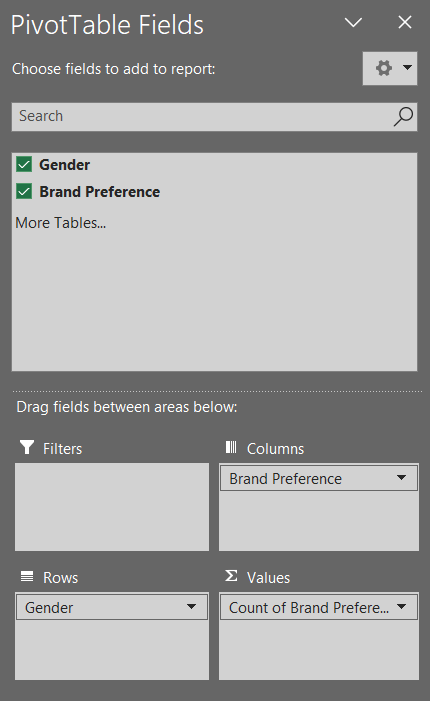 PivotTable Fields
Choose fields to add to report:
Search
Gender
Brand Preference
More Tables...
Drag fields between areas below:
Filters
Columns
Brand Preference
Rows
Σ Values
Gender
Count of Brand Prefere...